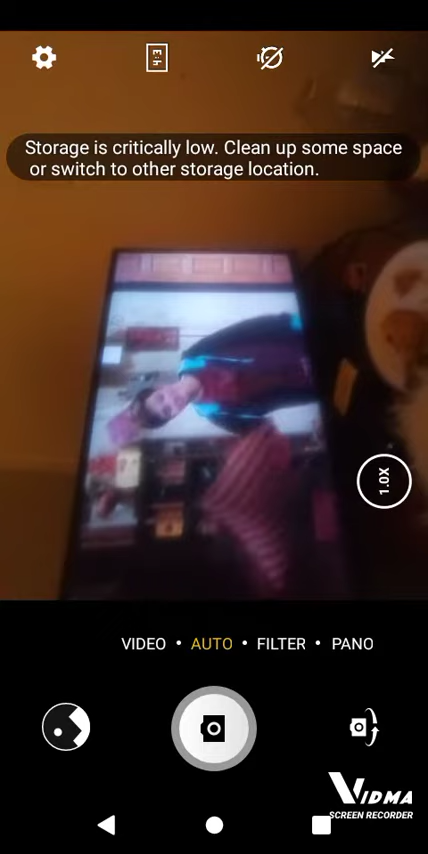 Storage is critically low. Clean up some space
or switch to other storage location.
1.0X
VIDEO • AUTO • FILTER • PANO
VIDMA
SCREEN RECORDER